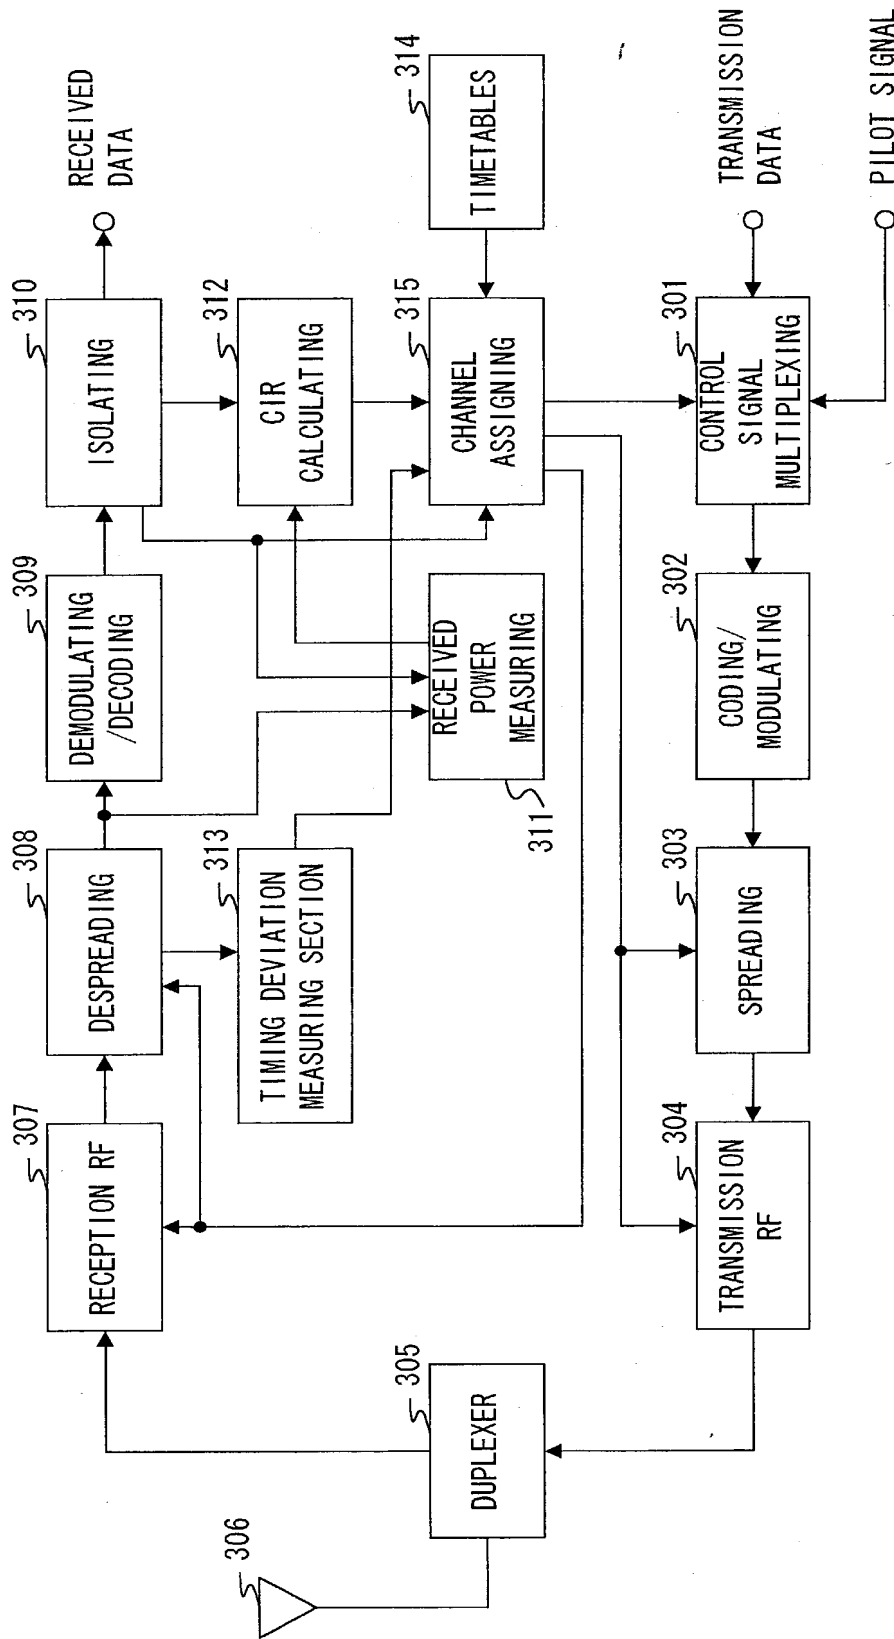 306
305
DUPLEXER
307
RECEPTION RF
308
DESPREADING
309
DEMODULATING
/DECODING
310
ISOLATING
RECEIVED
DATA
313
TIMING DEVIATION
MEASURING SECTION
312
CIR
CALCULATING
311
RECEIVED
POWER
MEASURING
315
CHANNEL
ASSIGNING
314
TIMETABLES
304
TRANSMISSION
RF
303
SPREADING
302
CODING/
MODULATING
301
CONTROL
SIGNAL
MULTIPLEXING
TRANSMISSION
DATA
PILOT SIGNAL